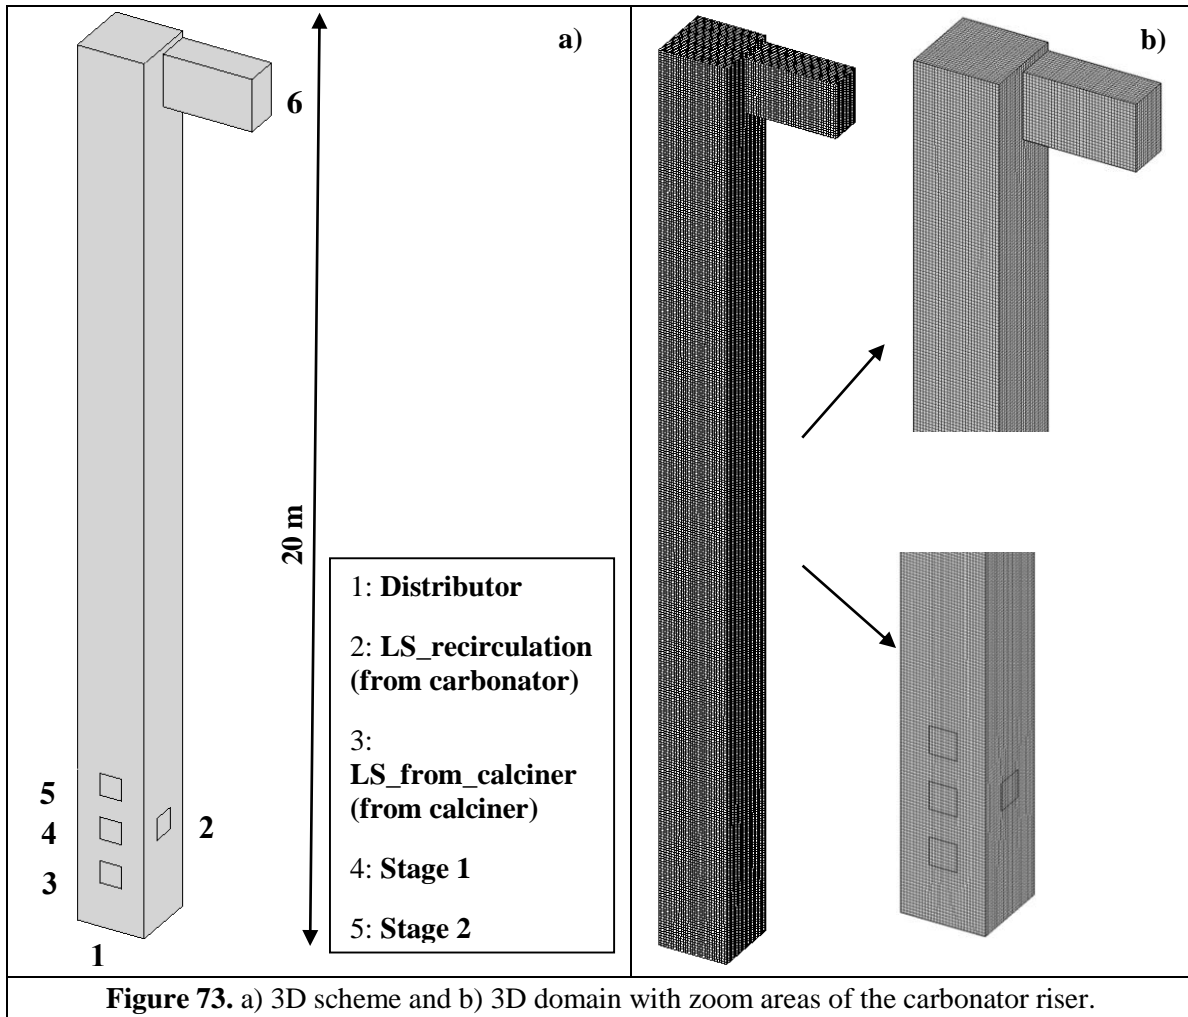 a)
6
20 m
5
4
3
2
1
1: Distributor
2: LS_recirculation
(from carbonator)
3:
LS_from_calciner
(from calciner)
4: Stage 1
5: Stage 2
b)
Figure 73. a) 3D scheme and b) 3D domain with zoom areas of the carbonator riser.